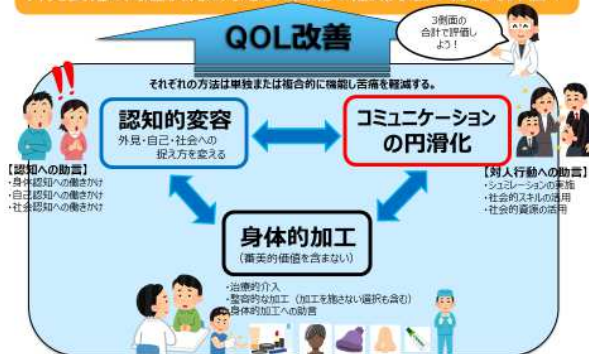 QOL改善
3側面の
合計で評価し
よう！
それぞれの方法は単独または複合的に機能し苦痛を軽減する。
認知的変容
外見・自己・社会への
捉え方を変える
コミュニケーション
の円滑化
【認知への助言】
・身体認知への働きかけ
・自己認知への働きかけ
・社会認知への働きかけ
【対人行動への助言】
・シュミレーションの実施
・社会的スキルの活用
・社会的資源の活用
身体的加工
(審美的価値を含まない)
・治療的介入
・整容的な加工（加工を施さない選択も含む）
・身体的加工への助言